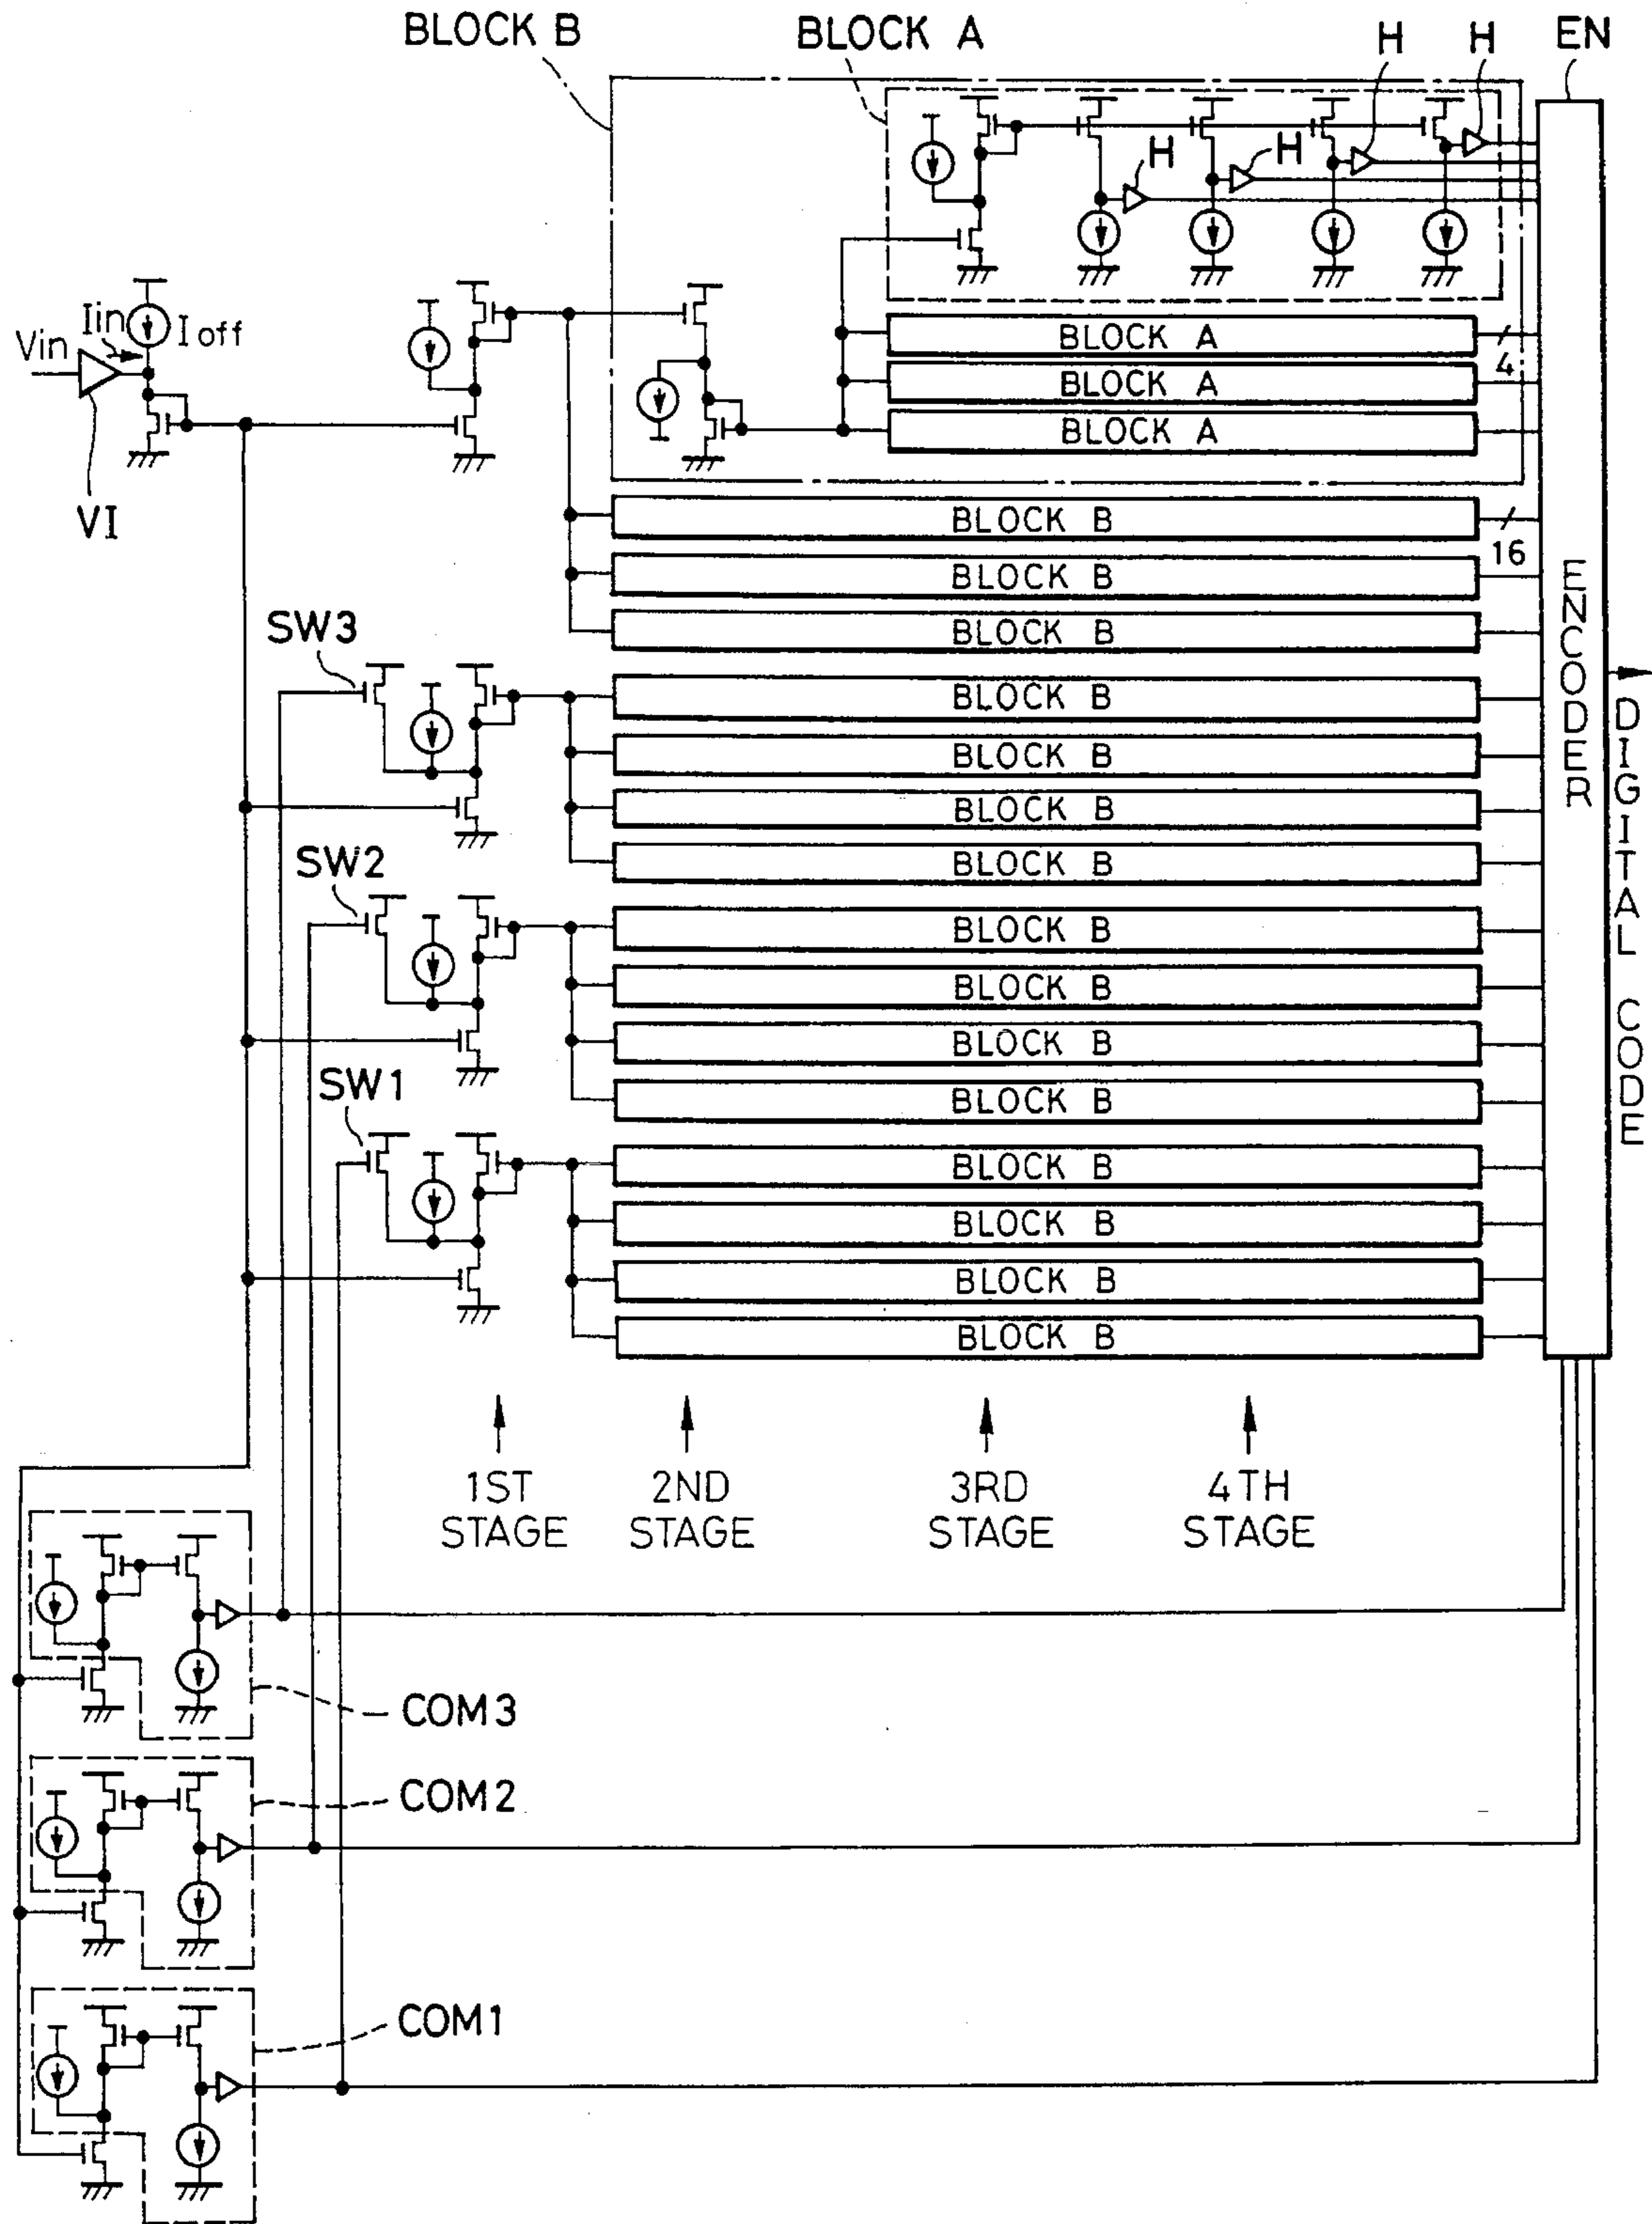 BLOCK B
BLOCK A
H
H
EN
H
H
Vin
Iin
I off
VI
BLOCK A
4
BLOCK A
BLOCK A
BLOCK B
16
BLOCK B
BLOCK B
SW3
BLOCK B
BLOCK B
BLOCK B
BLOCK B
SW2
BLOCK B
BLOCK B
BLOCK B
BLOCK B
SW1
BLOCK B
BLOCK B
BLOCK B
BLOCK B
ENCODER
DIGITAL CODE
1ST
STAGE
2ND
STAGE
3RD
STAGE
4TH
STAGE
COM3
COM2
COM1